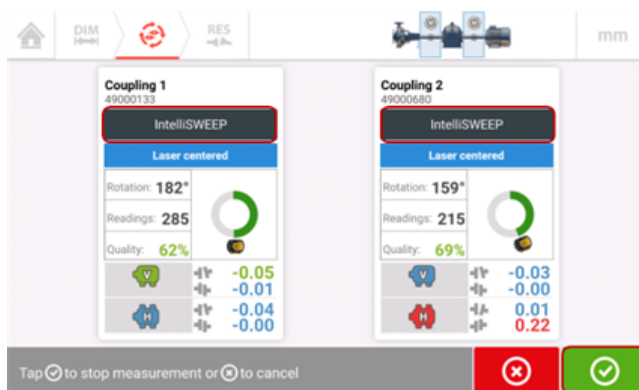 DIM
RES
mm
Coupling 1
49000133
IntelliSWEEP
Laser centered
Rotation: 182°
Readings: 285
Quality: 62%
V
-0.05
-0.01
H
-0.04
-0.00
Coupling 2
49000680
IntelliSWEEP
Laser centered
Rotation: 159°
Readings: 215
Quality: 69%
V
-0.03
-0.00
H
0.01
0.22
Tap to stop measurement or to cancel